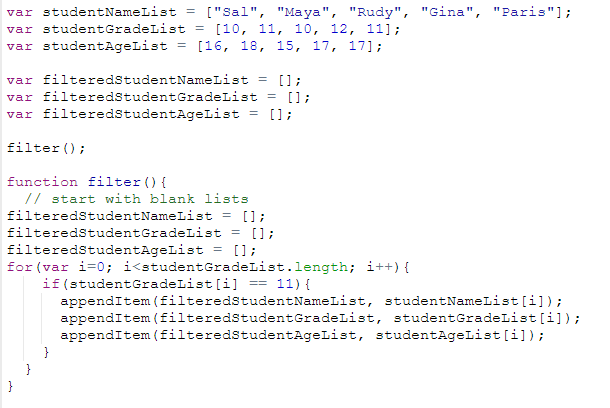 var studentNameList = ["Sal", "Maya", "Rudy", "Gina", "Paris"];
var studentGradeList = [10, 11, 10, 12, 11];
var studentAgeList = [16, 18, 15, 17, 17];
var filteredStudentNameList = [];
var filteredStudentGradeList = [];
var filteredStudentAgeList = [];
filter();
function filter(){
// start with blank lists
filteredStudentNameList = [];
filteredStudentGradeList = [];
filteredStudentAgeList = [];
for(var i=0; i<studentGradeList.length; i++){
if(studentGradeList[i] == 11){
appendItem(filteredStudentNameList, studentNameList[i]);
appendItem(filteredStudentGradeList, studentGradeList[i]);
appendItem(filteredStudentAgeList, studentAgeList[i]);
}
}
}